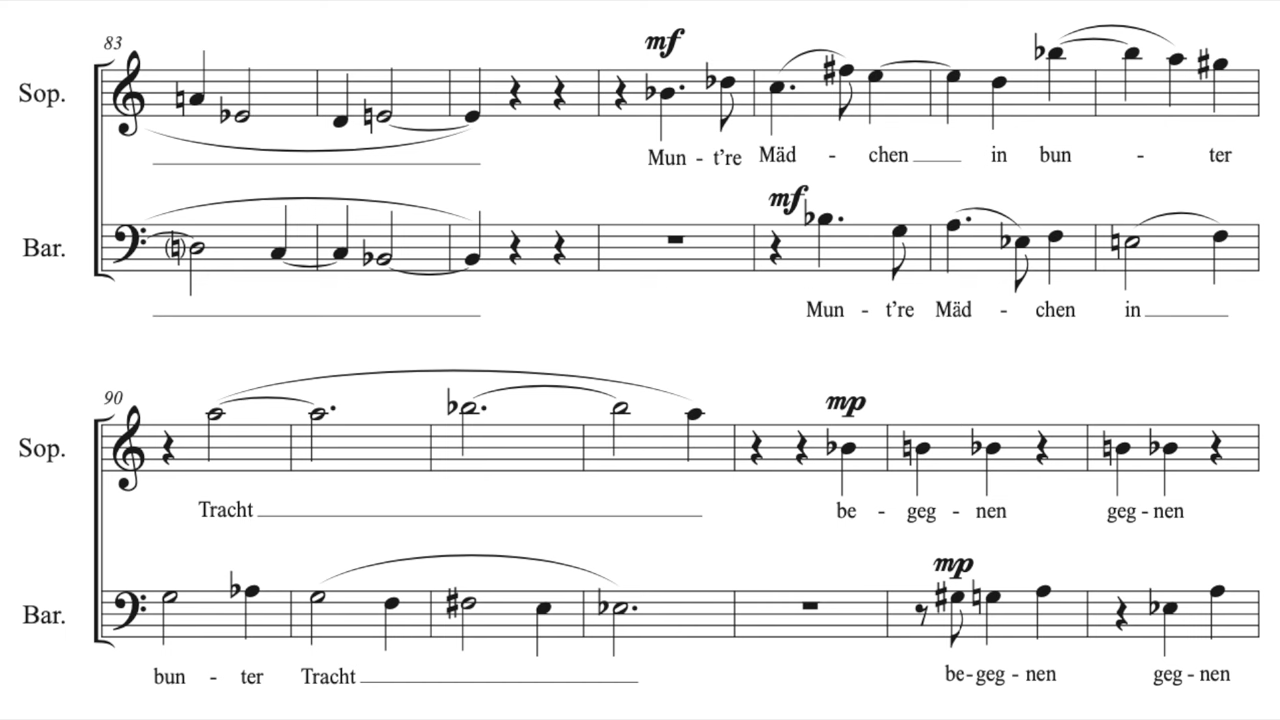 83
mf
Sop.
Mun - t’re Mäd - chen in bun - ter
mf
Bar.
Mun - t’re Mäd - chen in
90
mp
Sop.
Tracht be - geg - nen geg - nen
mp
Bar.
bun - ter Tracht be - geg - nen geg - nen